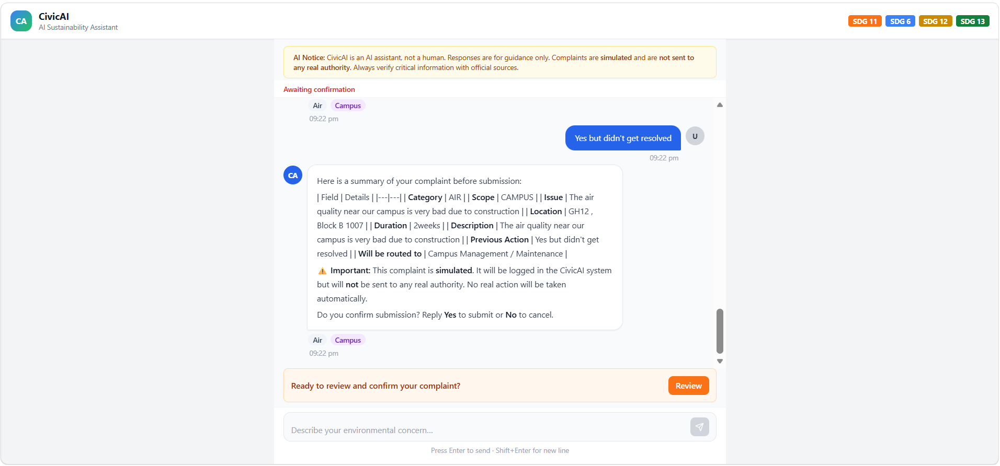 CA
CivicAI
AI Sustainability Assistant
SDG 11 SDG 6 SDG 12 SDG 13
AI Notice: CivicAI is an AI assistant, not a human. Responses are for guidance only. Complaints are simulated and are not sent to
any real authority. Always verify critical information with official sources.
Awaiting confirmation
Air Campus
09:22 pm
Yes but didn't get resolved
U
09:22 pm
CA
Here is a summary of your complaint before submission:
| Field | Details | |---|---| | Category | AIR | | Scope | CAMPUS | | Issue | The air
quality near our campus is very bad due to construction | | Location | GH12 ,
Block B 1007 | | Duration | 2weeks | | Description | The air quality near our
campus is very bad due to construction | | Previous Action | Yes but didn't get
resolved | | Will be routed to | Campus Management / Maintenance |
⚠️ Important: This complaint is simulated. It will be logged in the CivicAI system
but will not be sent to any real authority. No real action will be taken
automatically.
Do you confirm submission? Reply Yes to submit or No to cancel.
Air Campus
09:22 pm
Ready to review and confirm your complaint?
Review
Describe your environmental concern...
Press Enter to send · Shift+Enter for new line